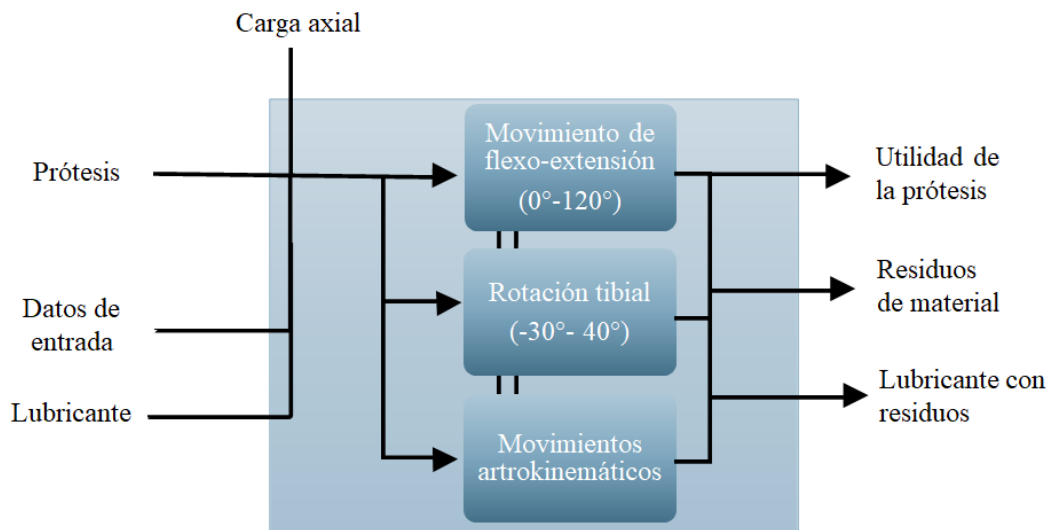 Carga axial
Prótesis
Datos de
entrada
Lubricante
Movimiento de
flexo-extensión
(0°-120°)
Rotación tibial
(-30°- 40°)
Movimientos
artrokinemáticos
Utilidad de
la prótesis
Residuos
de material
Lubricante con
residuos